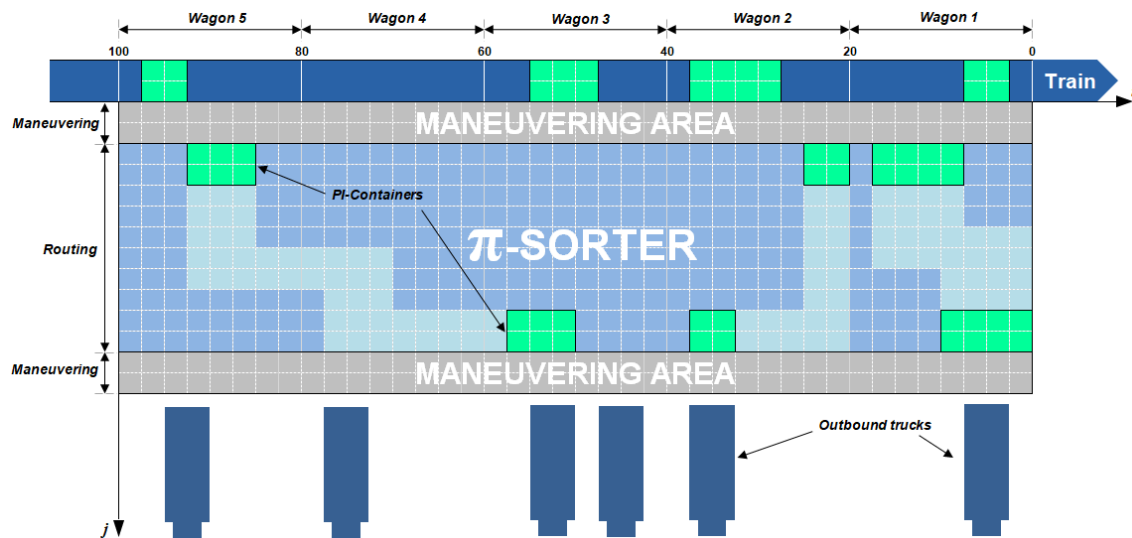 Wagon 5 Wagon 4 Wagon 3 Wagon 2 Wagon 1
100 80 60 40 20 0
Train
Maneuvering
MANEUVERING AREA
PI-Containers
Routing
π-SORTER
Maneuvering
MANEUVERING AREA
Outbound trucks
j